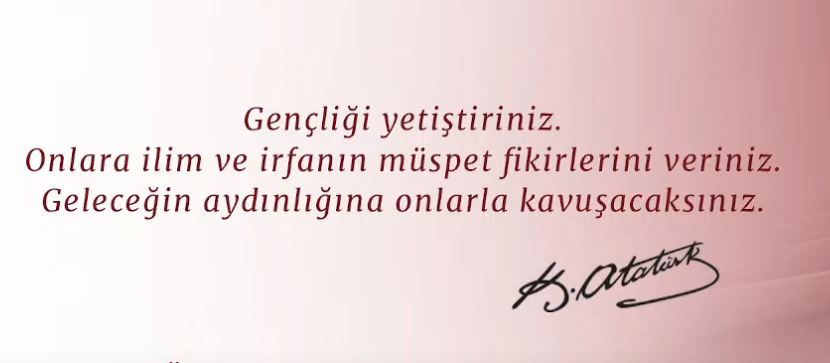 Gençliği yetiştiriniz.
Onlara ilim ve irfanın müspet fikirlerini veriniz.
Geleceğin aydınlığına onlarla kavuşacaksınız.
K. Atatürk